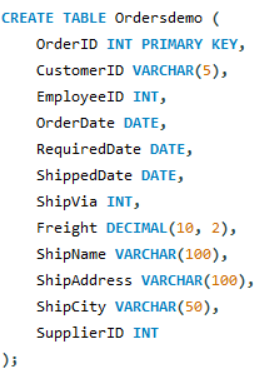 CREATE TABLE Ordersdemo (
    OrderID INT PRIMARY KEY,
    CustomerID VARCHAR(5),
    EmployeeID INT,
    OrderDate DATE,
    RequiredDate DATE,
    ShippedDate DATE,
    ShipVia INT,
    Freight DECIMAL(10, 2),
    ShipName VARCHAR(100),
    ShipAddress VARCHAR(100),
    ShipCity VARCHAR(50),
    SupplierID INT
);